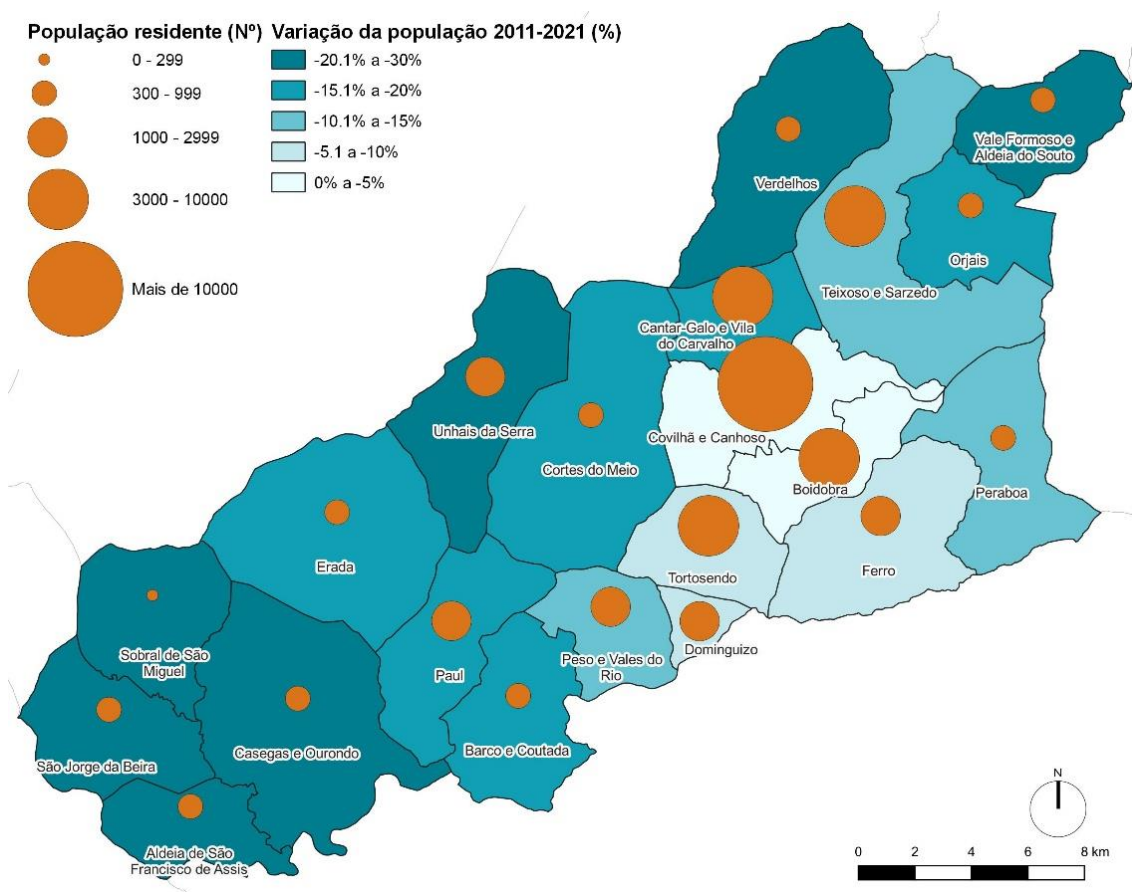 População residente (Nº)
0 - 299
300 - 999
1000 - 2999
3000 - 10000
Mais de 10000
Variação da população 2011-2021 (%)
-20.1% a -30%
-15.1% a -20%
-10.1% a -15%
-5.1 a -10%
0% a -5%
Vale Formoso e
Aldeia do Souto
Verdelhos
Orjais
Teixoso e Sarzedo
Cantar-Galo e Vila
do Carvalho
Unhais da Serra
Covilhã e Canhoso
Cortes do Meio
Boidobra
Peraboa
Erada
Tortosendo
Ferro
Sobral de São
Miguel
Paul
Peso e Vales do
Rio
Dominguizo
São Jorge da Beira
Casegas e Ourondo
Barco e Coutada
Aldeia de São
Francisco de Assis
N
0 2 4 6 8 km